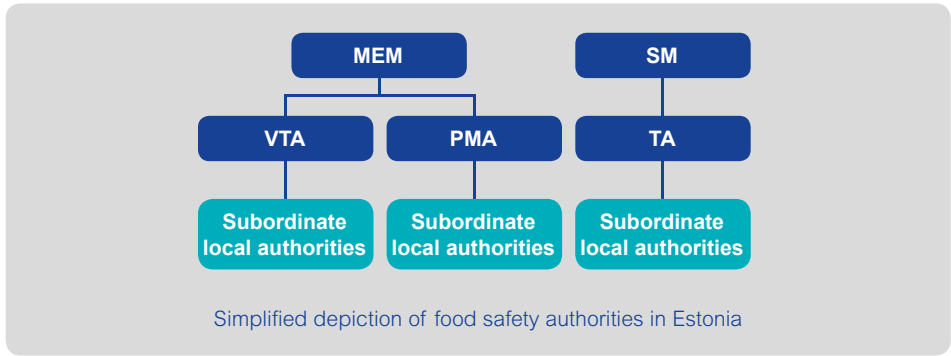 MEM
SM
VTA
PMA
TA
Subordinate
local authorities
Subordinate
local authorities
Subordinate
local authorities
Simplified depiction of food safety authorities in Estonia